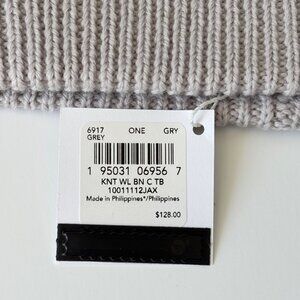 6917 ONE GRY
GREY
1 95031 06956 7
KNT WL BN C TB
10011112JAX
Made in Philippines*/Philippines
$128.00